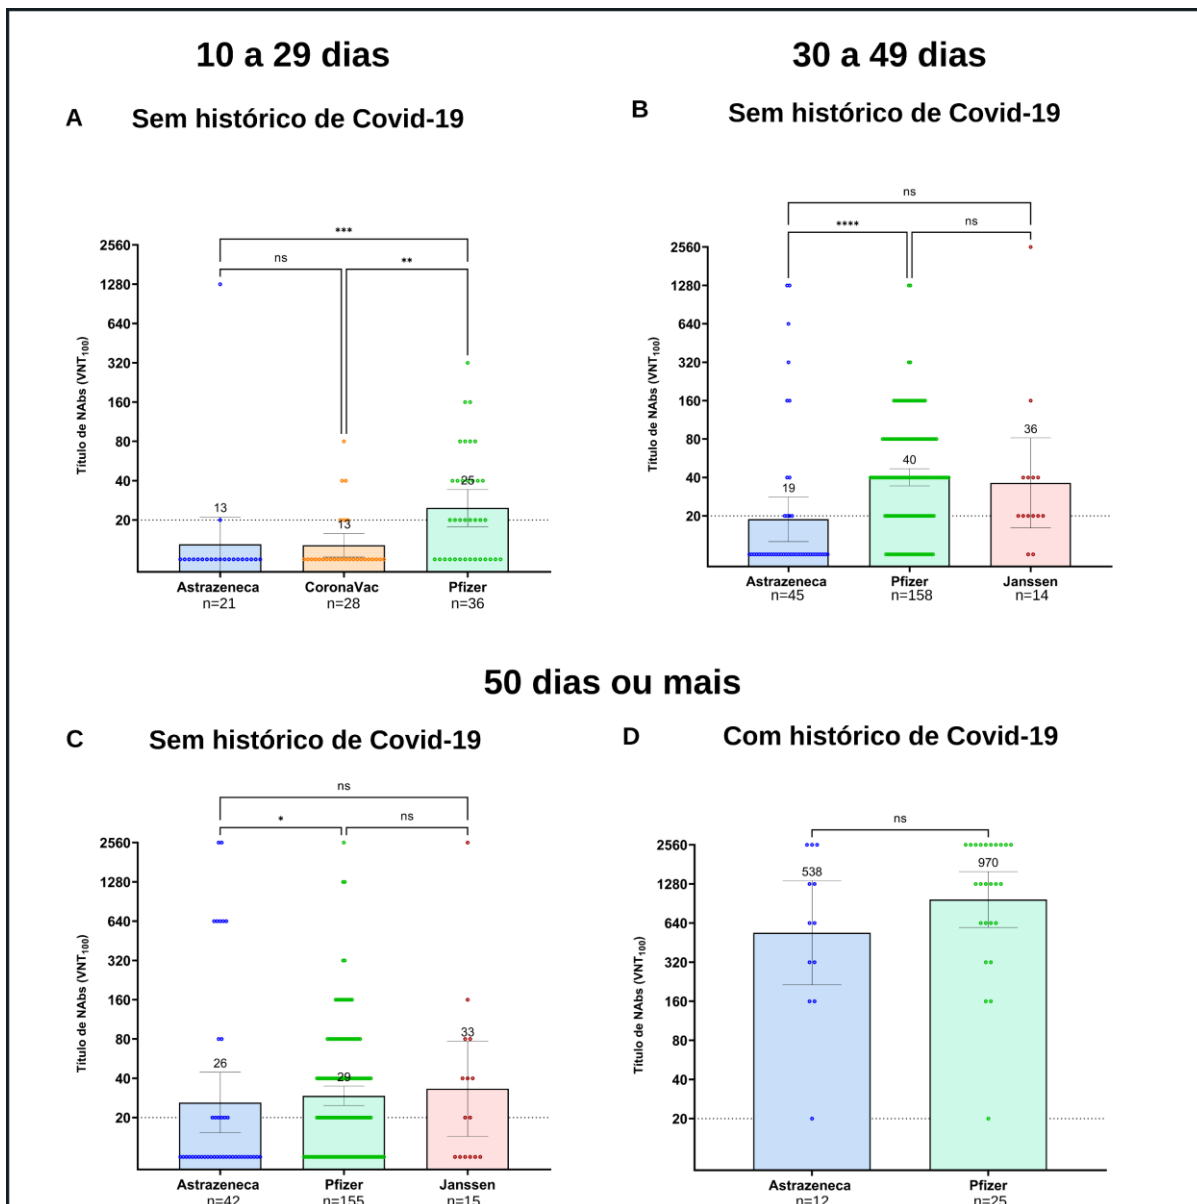 10 a 29 dias
30 a 49 dias
A
Sem histórico de Covid-19
B
Sem histórico de Covid-19
***
ns
**
2560
1280
640
320
160
80
40
20
Título de NAbs (VNT100)
13
13
25
Astrazeneca
CoronaVac
Pfizer
n=21
n=28
n=36
ns
****
ns
2560
1280
640
320
160
80
40
20
Título de NAbs (VNT100)
19
40
36
Astrazeneca
Pfizer
Janssen
n=45
n=158
n=14
50 dias ou mais
C
Sem histórico de Covid-19
D
Com histórico de Covid-19
ns
*
ns
2560
1280
640
320
160
80
40
20
Título de NAbs (VNT100)
26
29
33
Astrazeneca
Pfizer
Janssen
n=42
n=155
n=15
ns
2560
1280
640
320
160
80
40
20
Título de NAbs (VNT100)
538
970
Astrazeneca
Pfizer
n=12
n=25